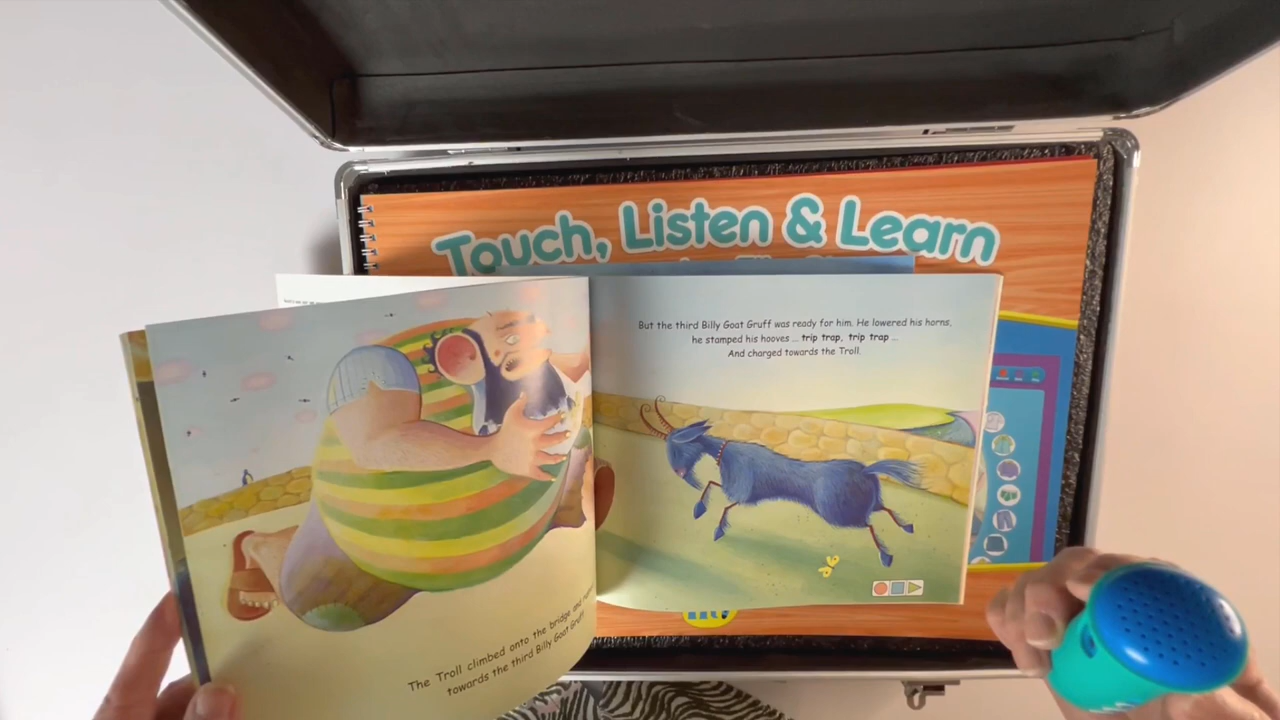 Touch, Listen & Learn
But the third Billy Goat Gruff was ready for him. He lowered his horns,
he stamped his hooves ... trip trap, trip trap ...
And charged towards the Troll.
The Troll climbed onto the bridge and
towards the third Billy Goat Gruff!